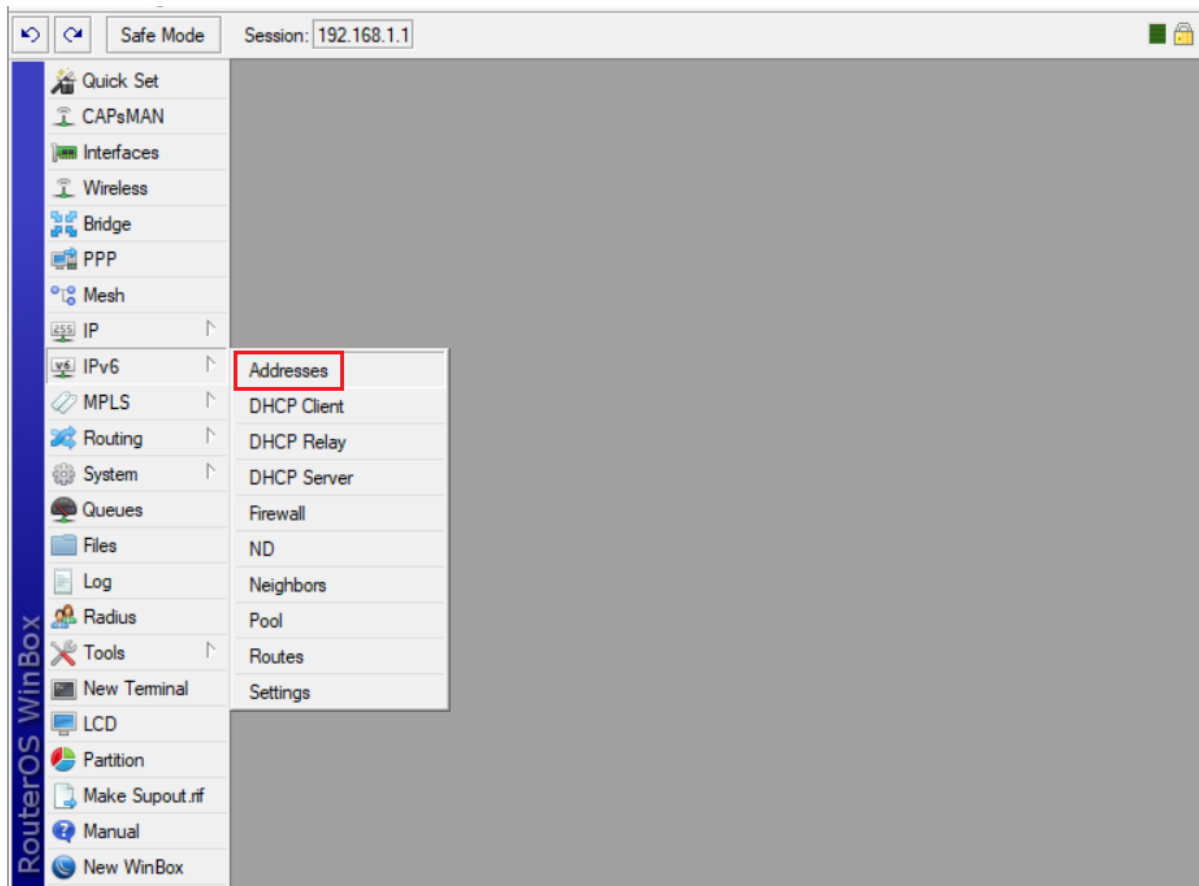 Safe Mode
Session: 192.168.1.1
Quick Set
CAPsMAN
Interfaces
Wireless
Bridge
PPP
Mesh
255 IP
v6 IPv6
MPLS
Routing
System
Queues
Files
Log
Radius
Tools
New Terminal
LCD
Partition
Make Supout.rif
Manual
New WinBox
Addresses
DHCP Client
DHCP Relay
DHCP Server
Firewall
ND
Neighbors
Pool
Routes
Settings
RouterOS WinBox